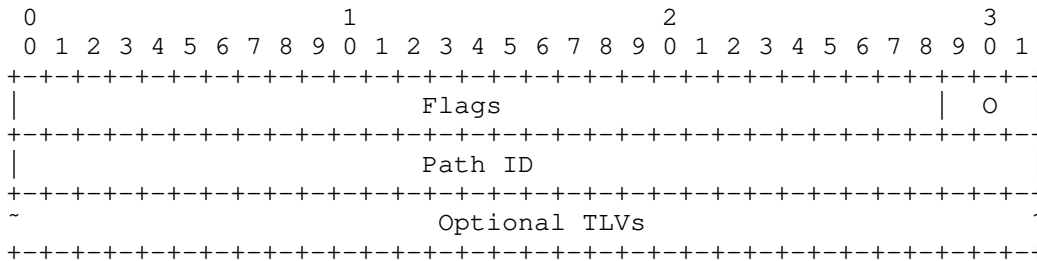 0                   1                   2                   3
 0 1 2 3 4 5 6 7 8 9 0 1 2 3 4 5 6 7 8 9 0 1 2 3 4 5 6 7 8 9 0 1
+-+-+-+-+-+-+-+-+-+-+-+-+-+-+-+-+-+-+-+-+-+-+-+-+-+-+-+-+-+-+-+-
|                         Flags                           |  O
+-+-+-+-+-+-+-+-+-+-+-+-+-+-+-+-+-+-+-+-+-+-+-+-+-+-+-+-+-+-+-+-
|                         Path ID
+-+-+-+-+-+-+-+-+-+-+-+-+-+-+-+-+-+-+-+-+-+-+-+-+-+-+-+-+-+-+-+-
~                          Optional TLVs                        ~
+-+-+-+-+-+-+-+-+-+-+-+-+-+-+-+-+-+-+-+-+-+-+-+-+-+-+-+-+-+-+-+-